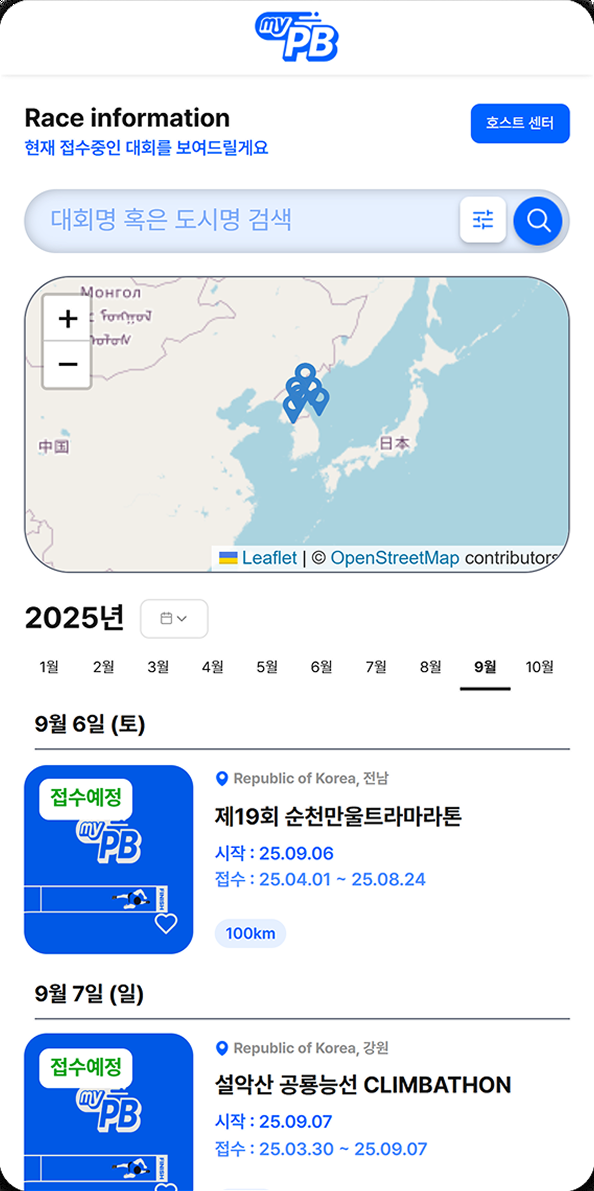 my PB
Race information
현재 접수중인 대회를 보여드릴게요
호스트 센터
대회명 혹은 도시명 검색
Монгол
+
−
中国
日本
Leaflet | © OpenStreetMap contributors
2025년
1월 2월 3월 4월 5월 6월 7월 8월 9월 10월
9월 6일 (토)
접수예정
my PB
FINISH
Republic of Korea, 전남
제19회 순천만울트라마라톤
시작 : 25.09.06
접수 : 25.04.01 ~ 25.08.24
100km
9월 7일 (일)
접수예정
my PB
FINISH
Republic of Korea, 강원
설악산 공룡능선 CLIMBATHON
시작 : 25.09.07
접수 : 25.03.30 ~ 25.09.07